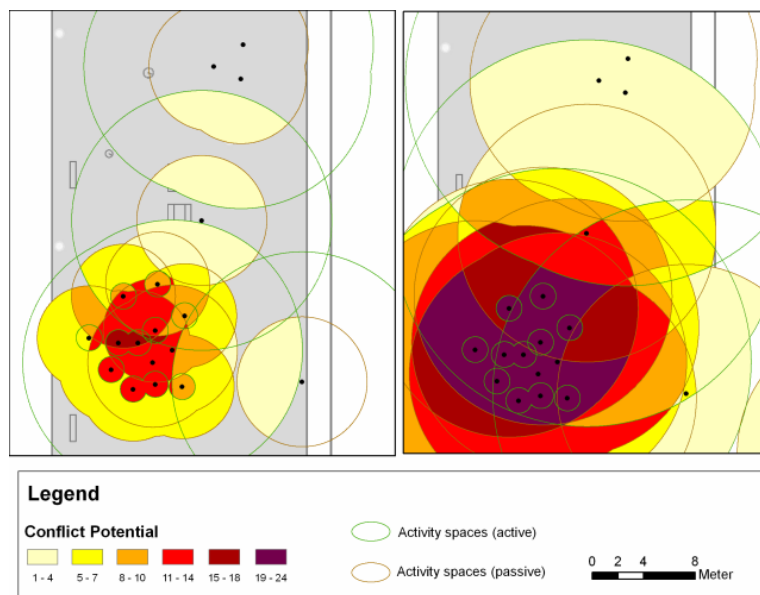 Legend
Conflict Potential
1 - 4 5 - 7 8 - 10 11 - 14 15 - 18 19 - 24
Activity spaces (active)
Activity spaces (passive)
0 2 4 8
Meter